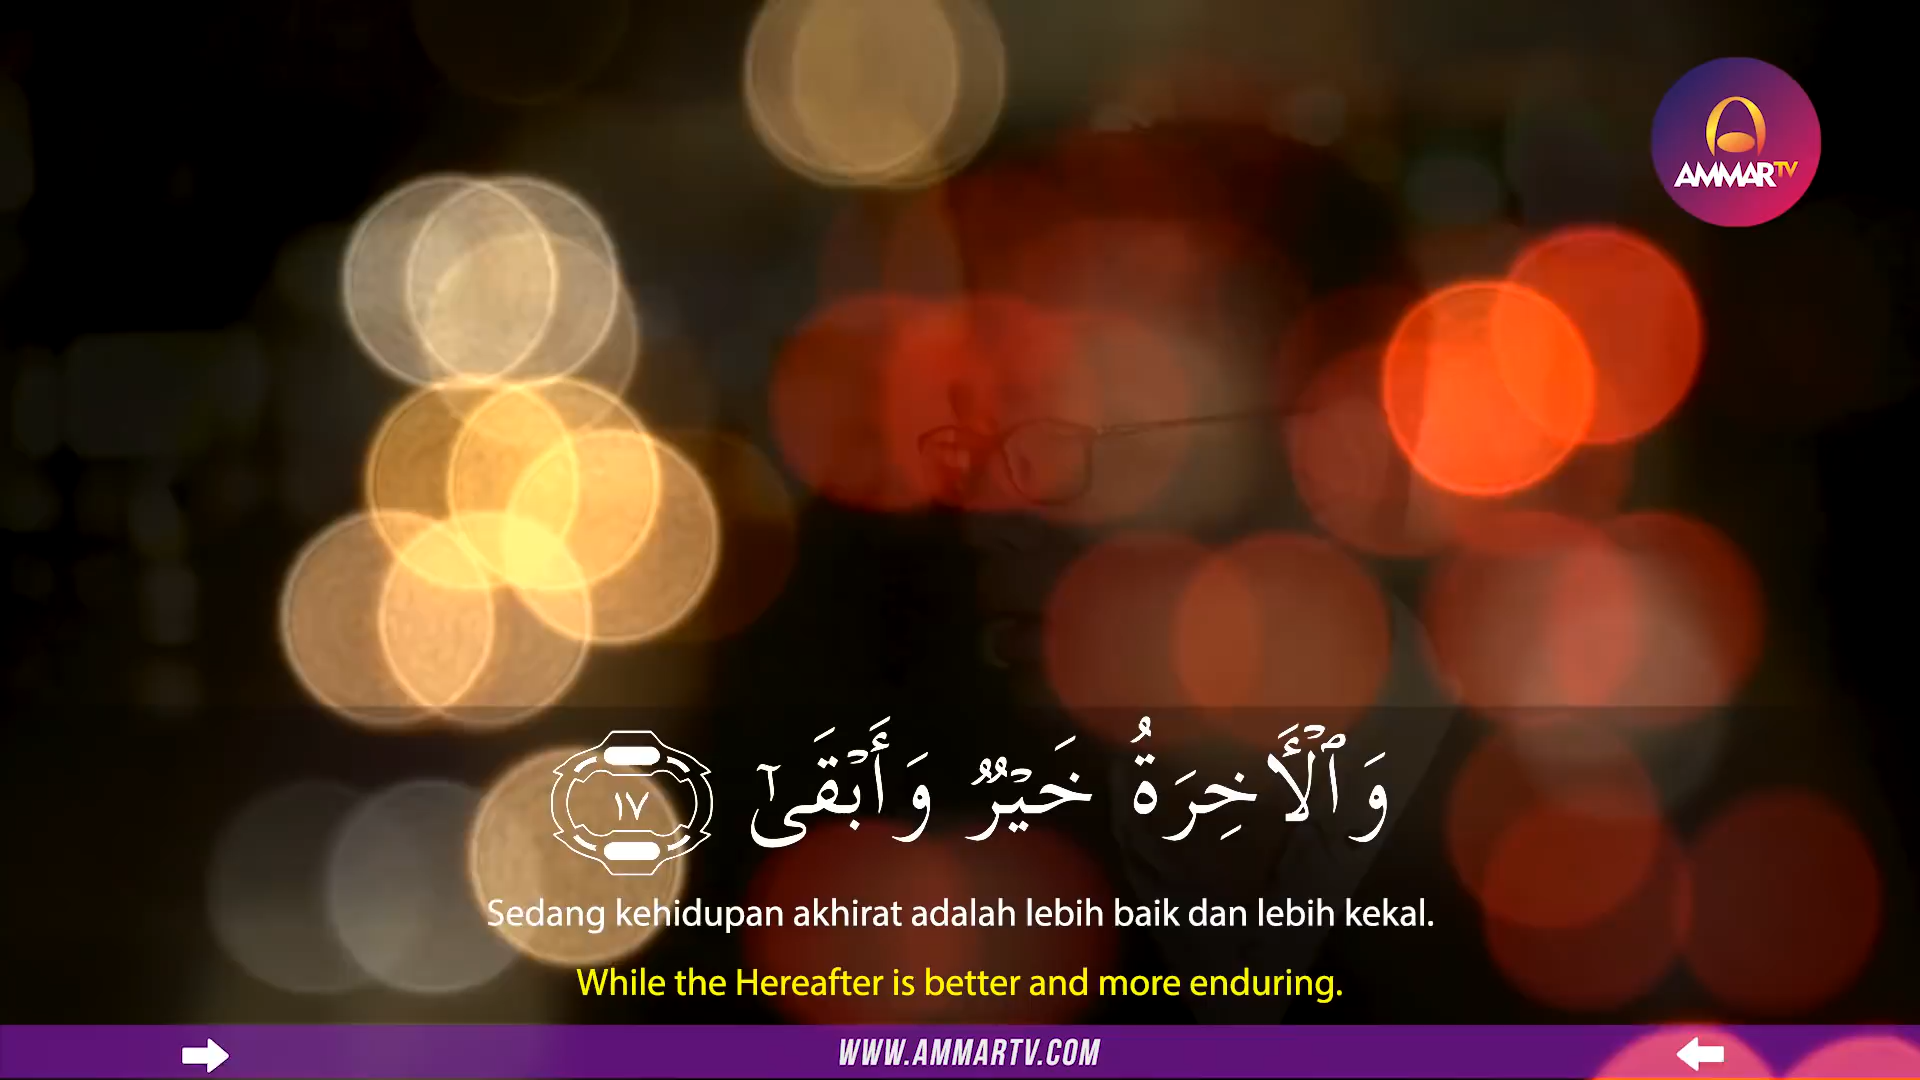 AMMARTV
وَٱلْأَخِرَةُ خَيْرٌ وَأَبْقَىٰٓ ١٧
Sedang kehidupan akhirat adalah lebih baik dan lebih kekal.
While the Hereafter is better and more enduring.
WWW.AMMARTV.COM